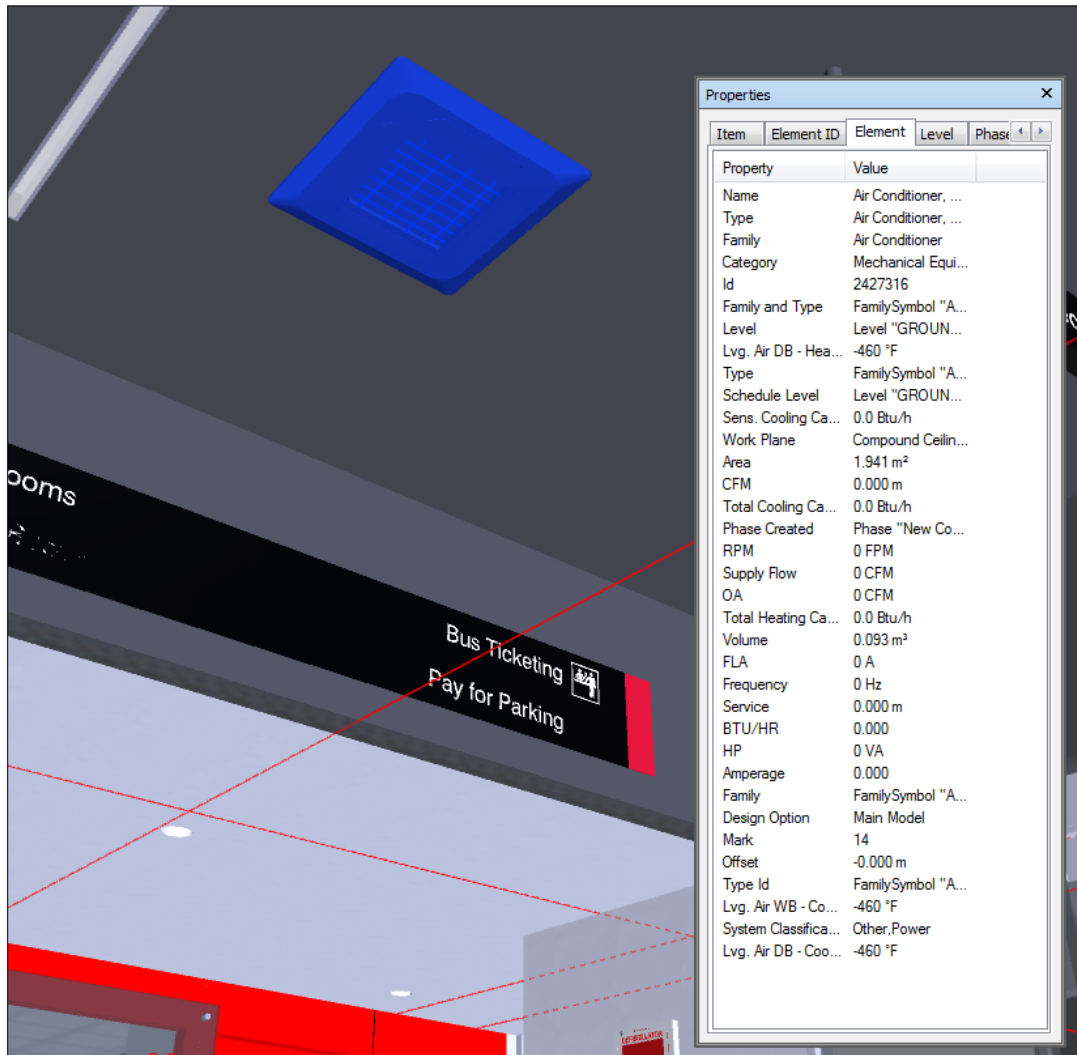 Properties
Item Element ID Element Level Phase
Property Value
Name Air Conditioner, ...
Type Air Conditioner, ...
Family Air Conditioner
Category Mechanical Equi...
Id 2427316
Family and Type FamilySymbol "A...
Level Level "GROUN...
Lvg. Air DB - Hea... -460 °F
Type FamilySymbol "A...
Schedule Level Level "GROUN...
Sens. Cooling Ca... 0.0 Btu/h
Work Plane Compound Ceilin...
Area 1.941 m²
CFM 0.000 m
Total Cooling Ca... 0.0 Btu/h
Phase Created Phase "New Co...
RPM 0 FPM
Supply Flow 0 CFM
OA 0 CFM
Total Heating Ca... 0.0 Btu/h
Volume 0.093 m³
FLA 0 A
Frequency 0 Hz
Service 0.000 m
BTU/HR 0.000
HP 0 VA
Amperage 0.000
Family FamilySymbol "A...
Design Option Main Model
Mark 14
Offset -0.000 m
Type Id FamilySymbol "A...
Lvg. Air WB - Co... -460 °F
System Classifica... Other,Power
Lvg. Air DB - Coo... -460 °F
ooms
Bus Ticketing
Pay for Parking
DEFIBRILLATOR